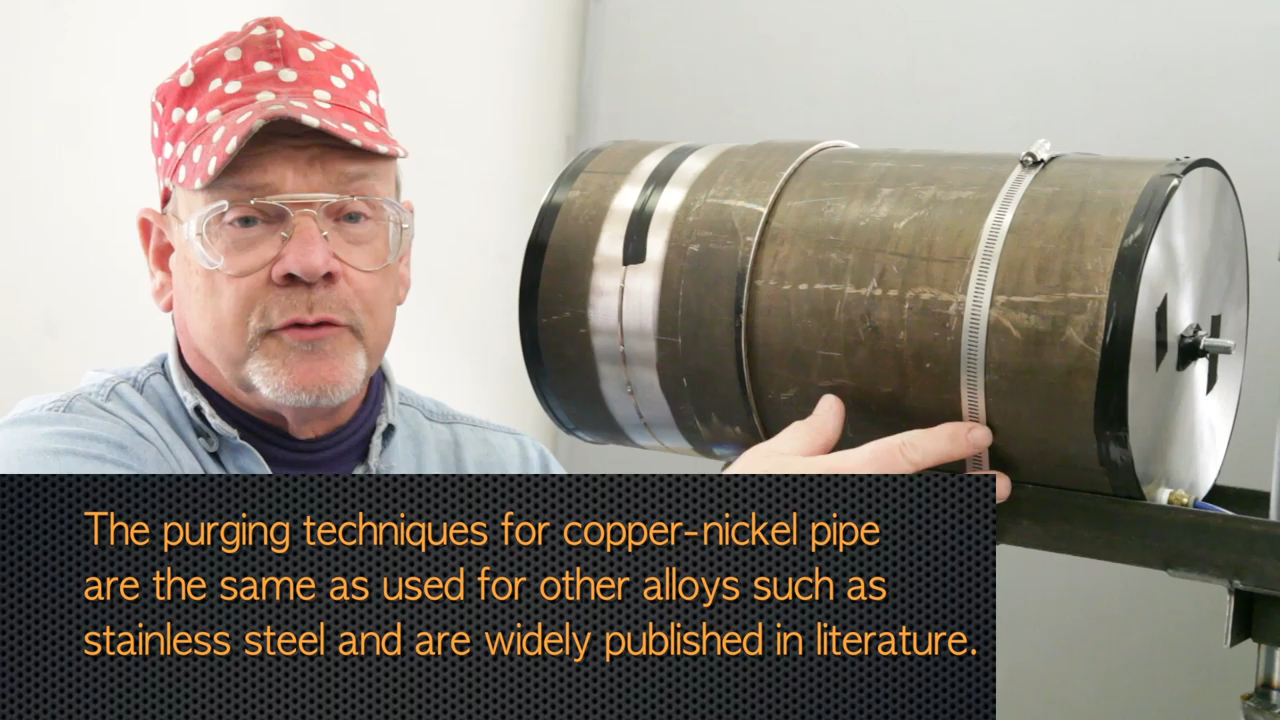 The purging techniques for copper-nickel pipe
are the same as used for other alloys such as
stainless steel and are widely published in literature.